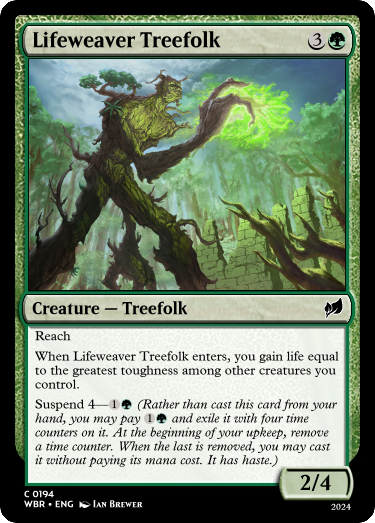 Lifeweaver Treefolk 3
Creature — Treefolk
Reach
When Lifeweaver Treefolk enters, you gain life equal
to the greatest toughness among other creatures you
control.
Suspend 4—1 (Rather than cast this card from your
hand, you may pay 1 and exile it with four time
counters on it. At the beginning of your upkeep, remove
a time counter. When the last is removed, you may cast
it without paying its mana cost. It has haste.)
2/4
C 0194
WBR • ENG Ian Brewer
2024